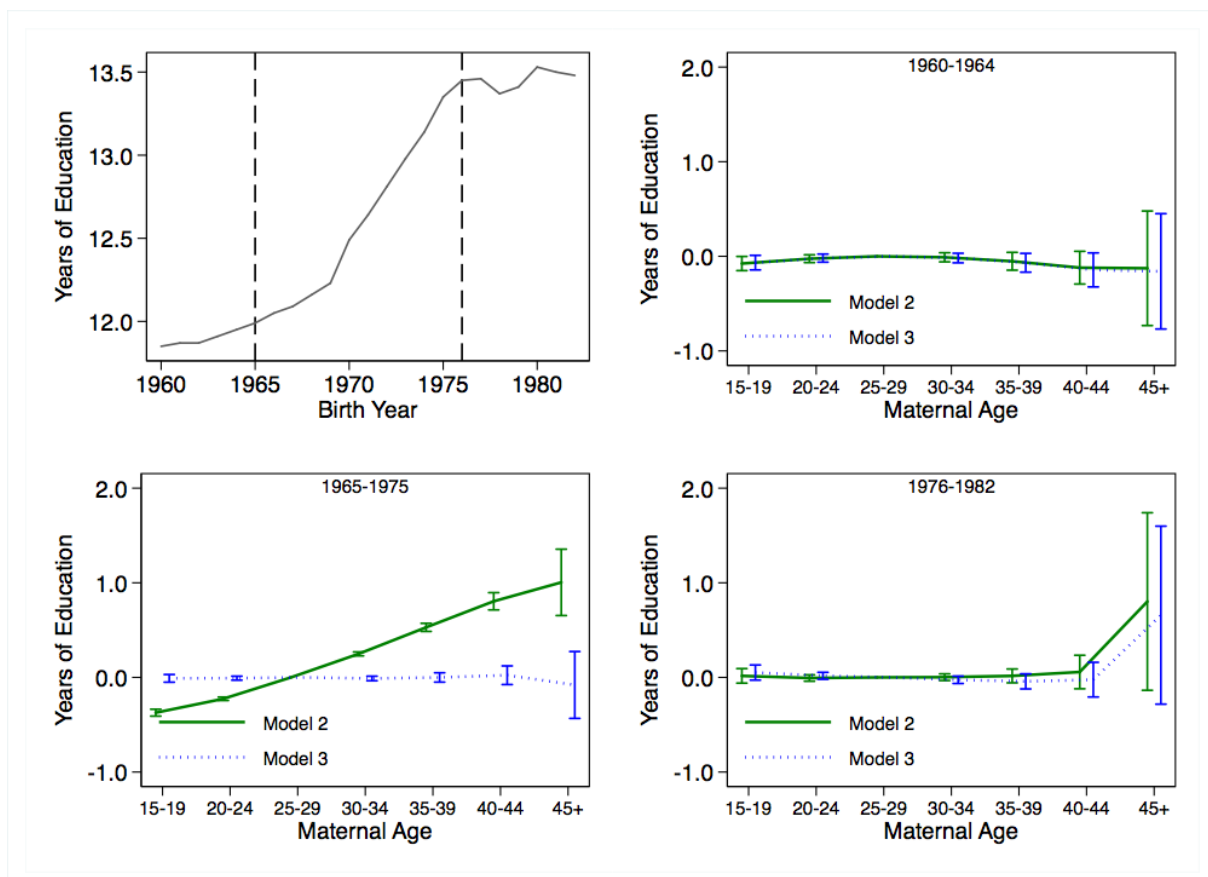 13.5
13.0
12.5
12.0
Years of Education
1960 1965 1970 1975 1980
Birth Year
1960-1964
2.0
1.0
0.0
-1.0
Years of Education
Model 2
Model 3
15-19 20-24 25-29 30-34 35-39 40-44 45+
Maternal Age
1965-1975
2.0
1.0
0.0
-1.0
Years of Education
Model 2
Model 3
15-19 20-24 25-29 30-34 35-39 40-44 45+
Maternal Age
1976-1982
2.0
1.0
0.0
-1.0
Years of Education
Model 2
Model 3
15-19 20-24 25-29 30-34 35-39 40-44 45+
Maternal Age